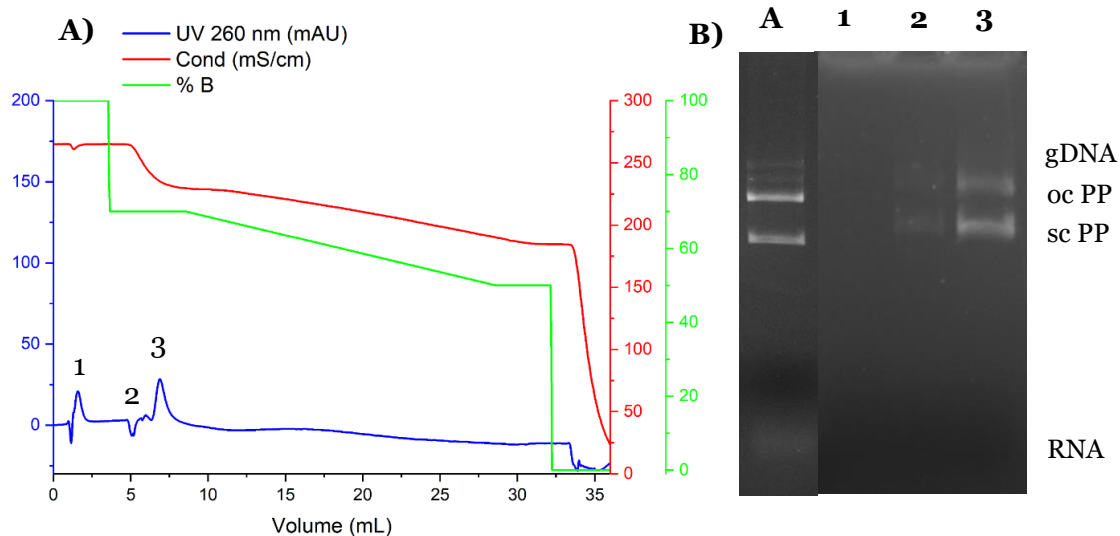 A)
UV 260 nm (mAU)
Cond (mS/cm)
% B
200
150
100
50
0
300
250
200
150
100
50
0
100
80
60
40
20
0
1
2
3
0 5 10 15 20 25 30 35
Volume (mL)
B)
A 1 2 3
gDNA
oc PP
sc PP
RNA